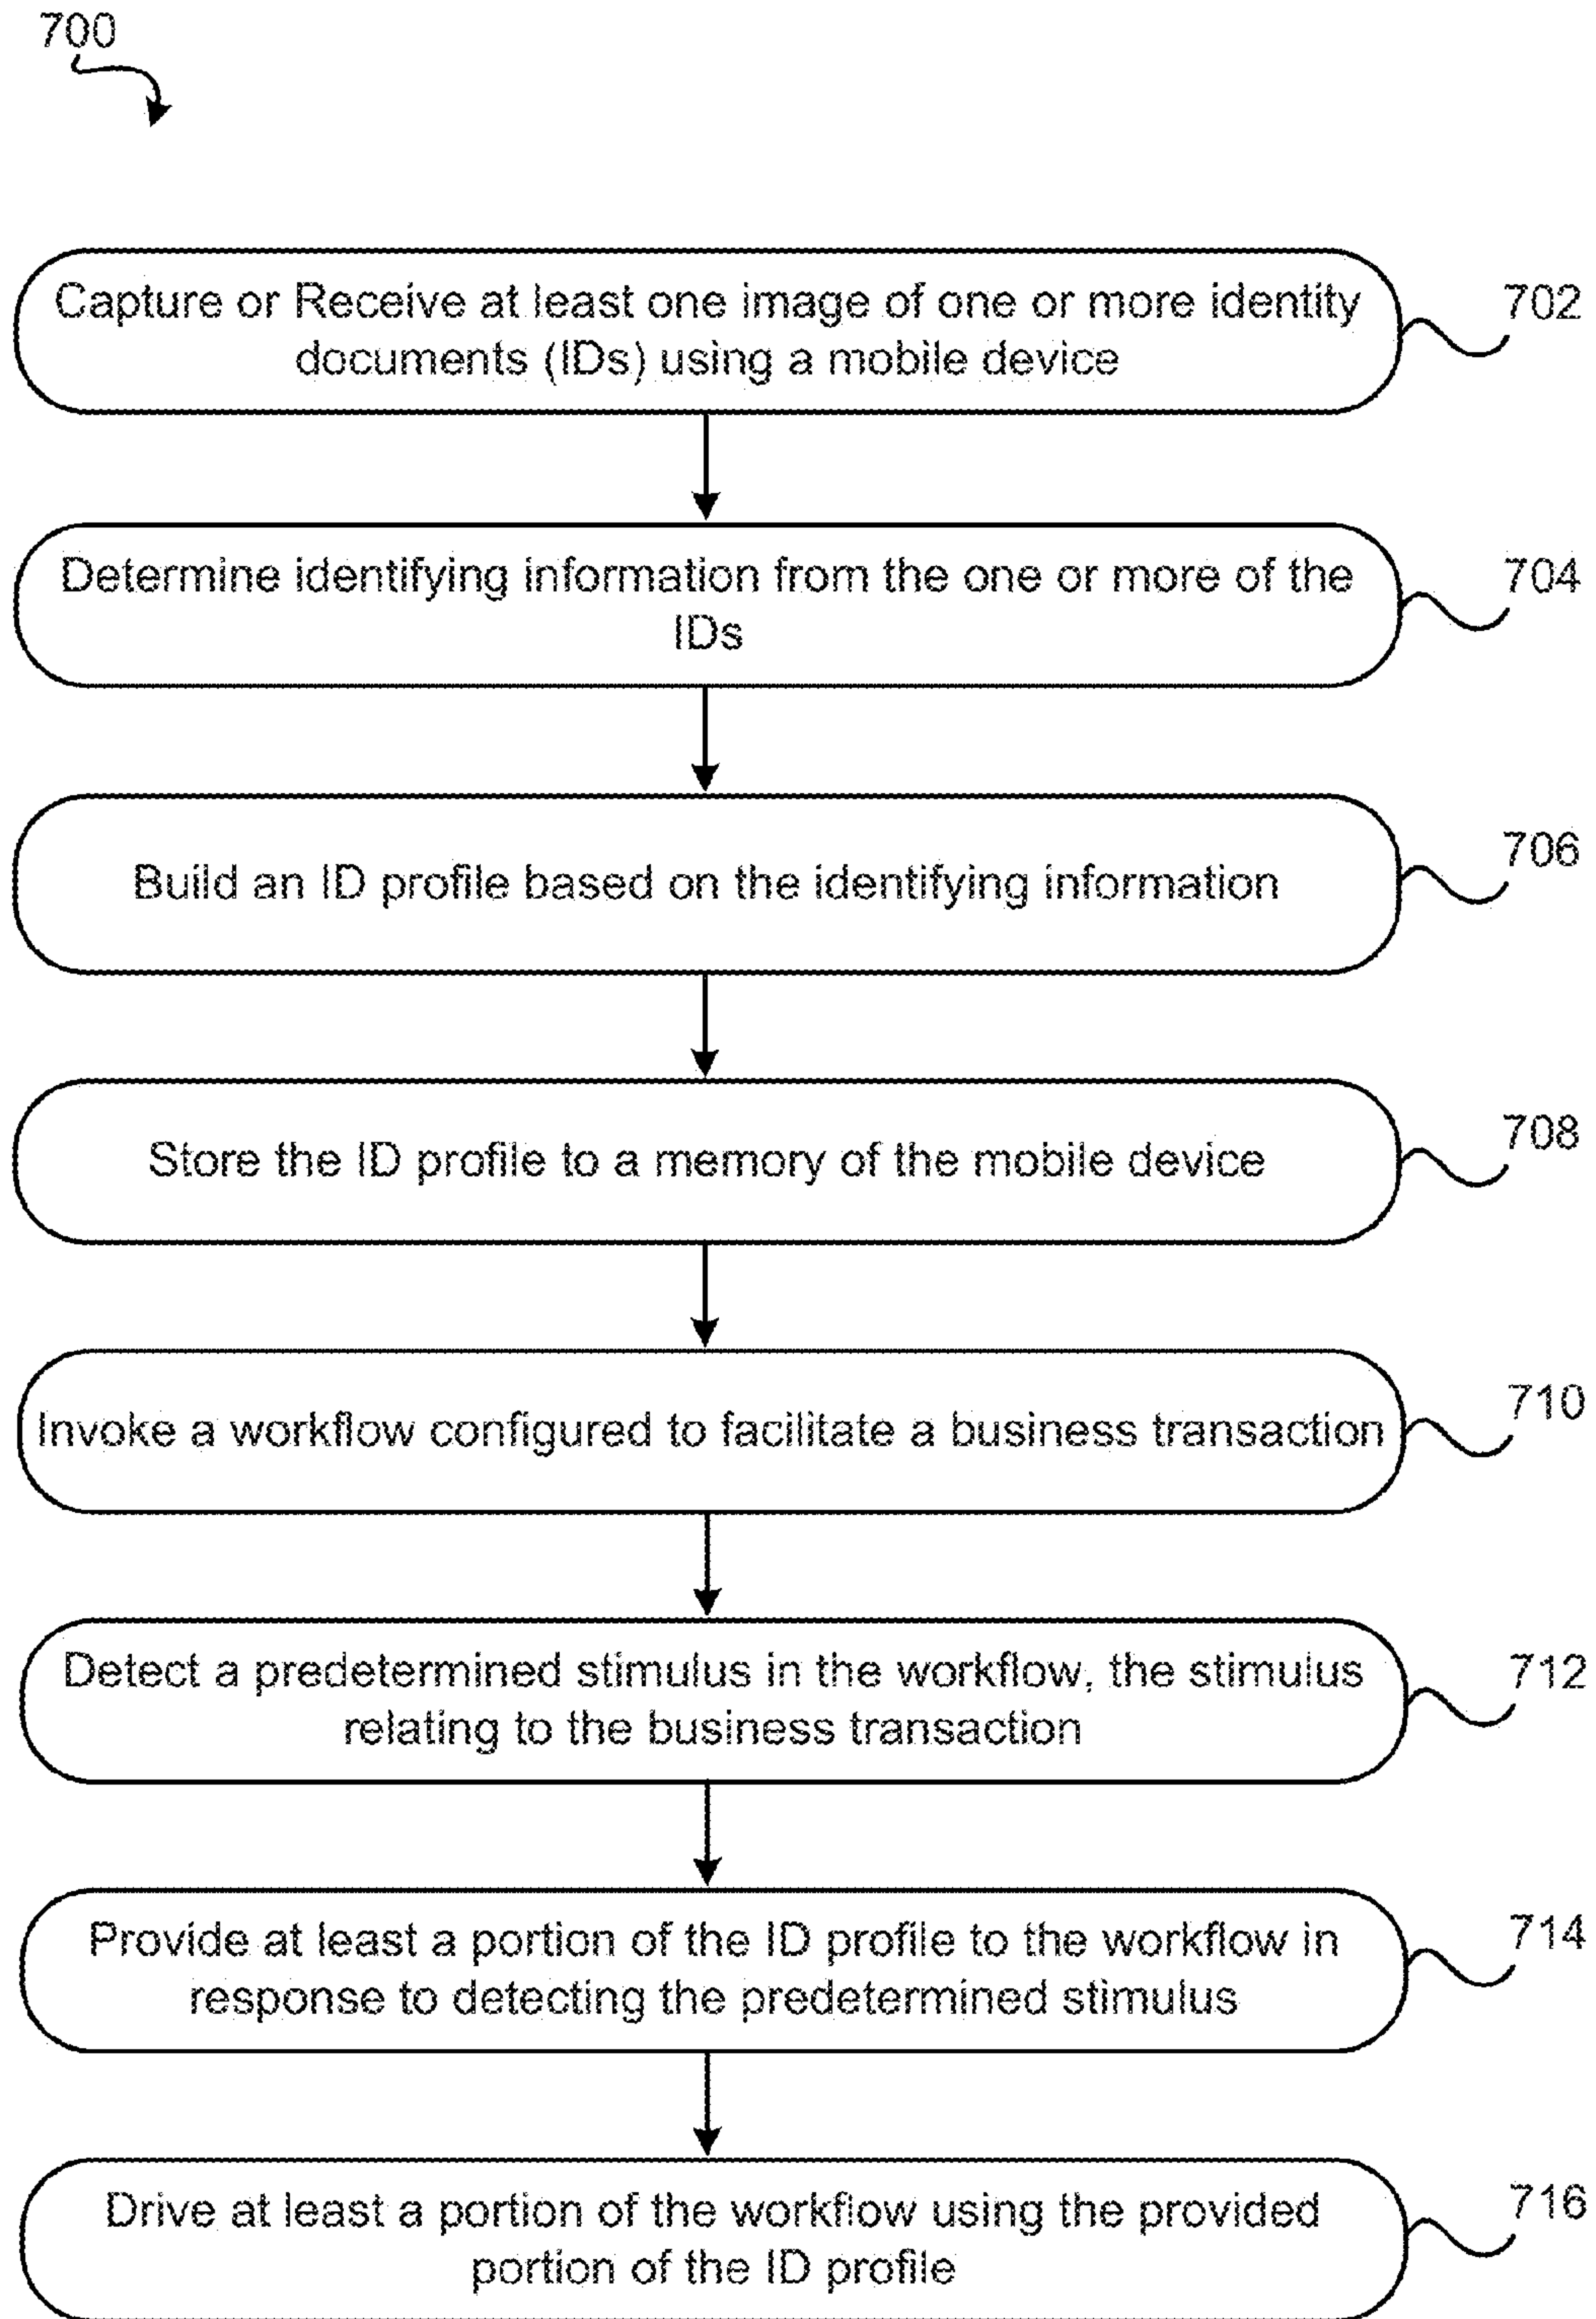 700
Capture or Receive at least one image of one or more identity
documents (IDs) using a mobile device
702
Determine identifying information from the one or more of the
IDs
704
Build an ID profile based on the identifying information
706
Store the ID profile to a memory of the mobile device
708
Invoke a workflow configured to facilitate a business transaction
710
Detect a predetermined stimulus in the workflow, the stimulus
relating to the business transaction
712
Provide at least a portion of the ID profile to the workflow in
response to detecting the predetermined stimulus
714
Drive at least a portion of the workflow using the provided
portion of the ID profile
716